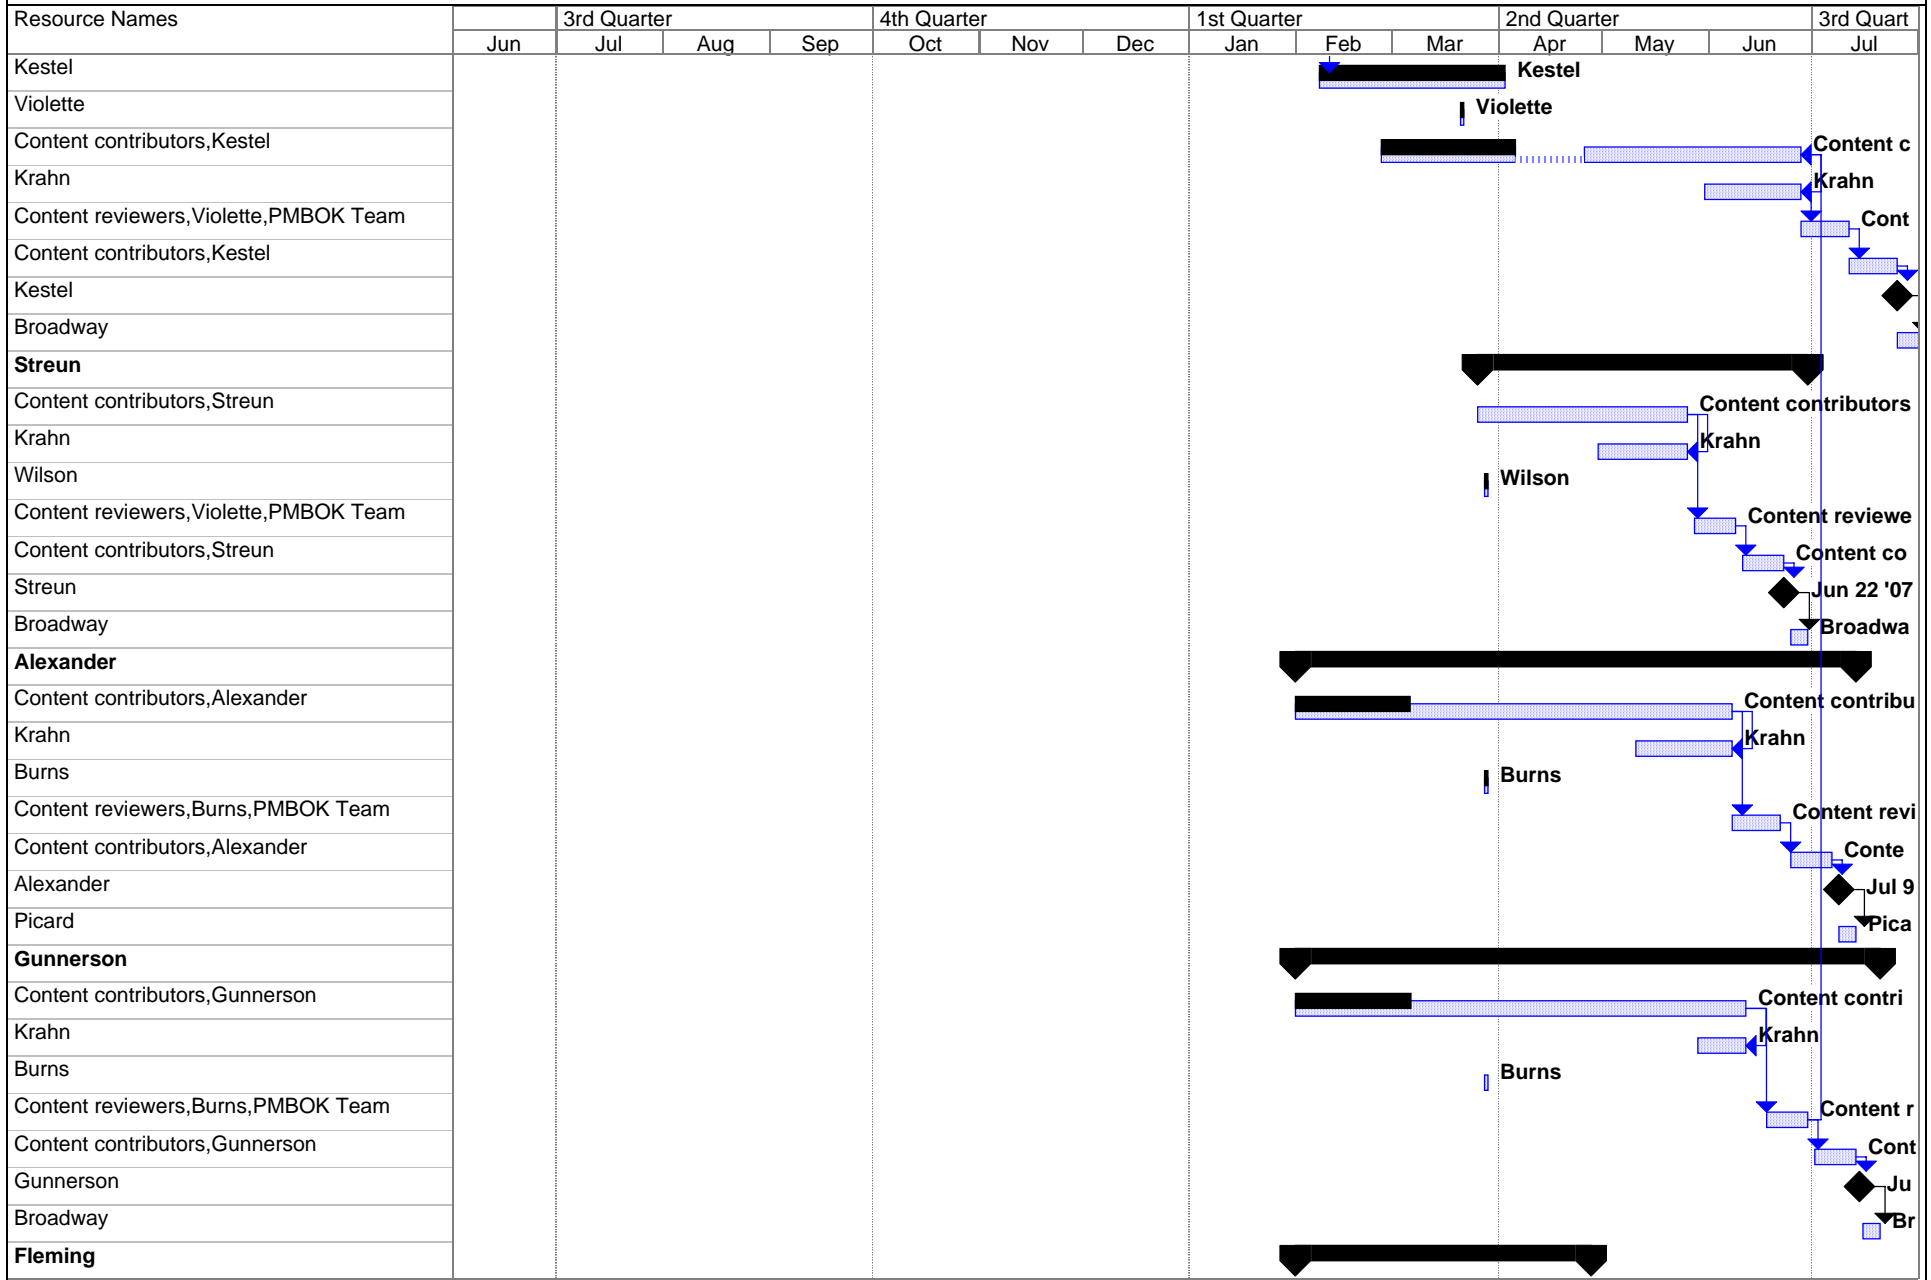 Resource Names 3rd Quarter 4th Quarter 1st Quarter 2nd Quarter 3rd Quart
Jun Jul Aug Sep Oct Nov Dec Jan Feb Mar Apr May Jun Jul
Kestel Kestel
Violette Violette
Content contributors,Kestel Content c
Krahn Krahn
Content reviewers,Violette,PMBOK Team Cont
Content contributors,Kestel
Kestel
Broadway
Streun
Content contributors,Streun Content contributors
Krahn Krahn
Wilson Wilson
Content reviewers,Violette,PMBOK Team Content reviewe
Content contributors,Streun Content co
Streun Jun 22 '07
Broadway Broadwa
Alexander
Content contributors,Alexander Content contribu
Krahn Krahn
Burns Burns
Content reviewers,Burns,PMBOK Team Content revi
Content contributors,Alexander Conte
Alexander Jul 9
Picard Pica
Gunnerson
Content contributors,Gunnerson Content contri
Krahn Krahn
Burns Burns
Content reviewers,Burns,PMBOK Team Content r
Content contributors,Gunnerson Cont
Gunnerson Ju
Broadway Br
Fleming